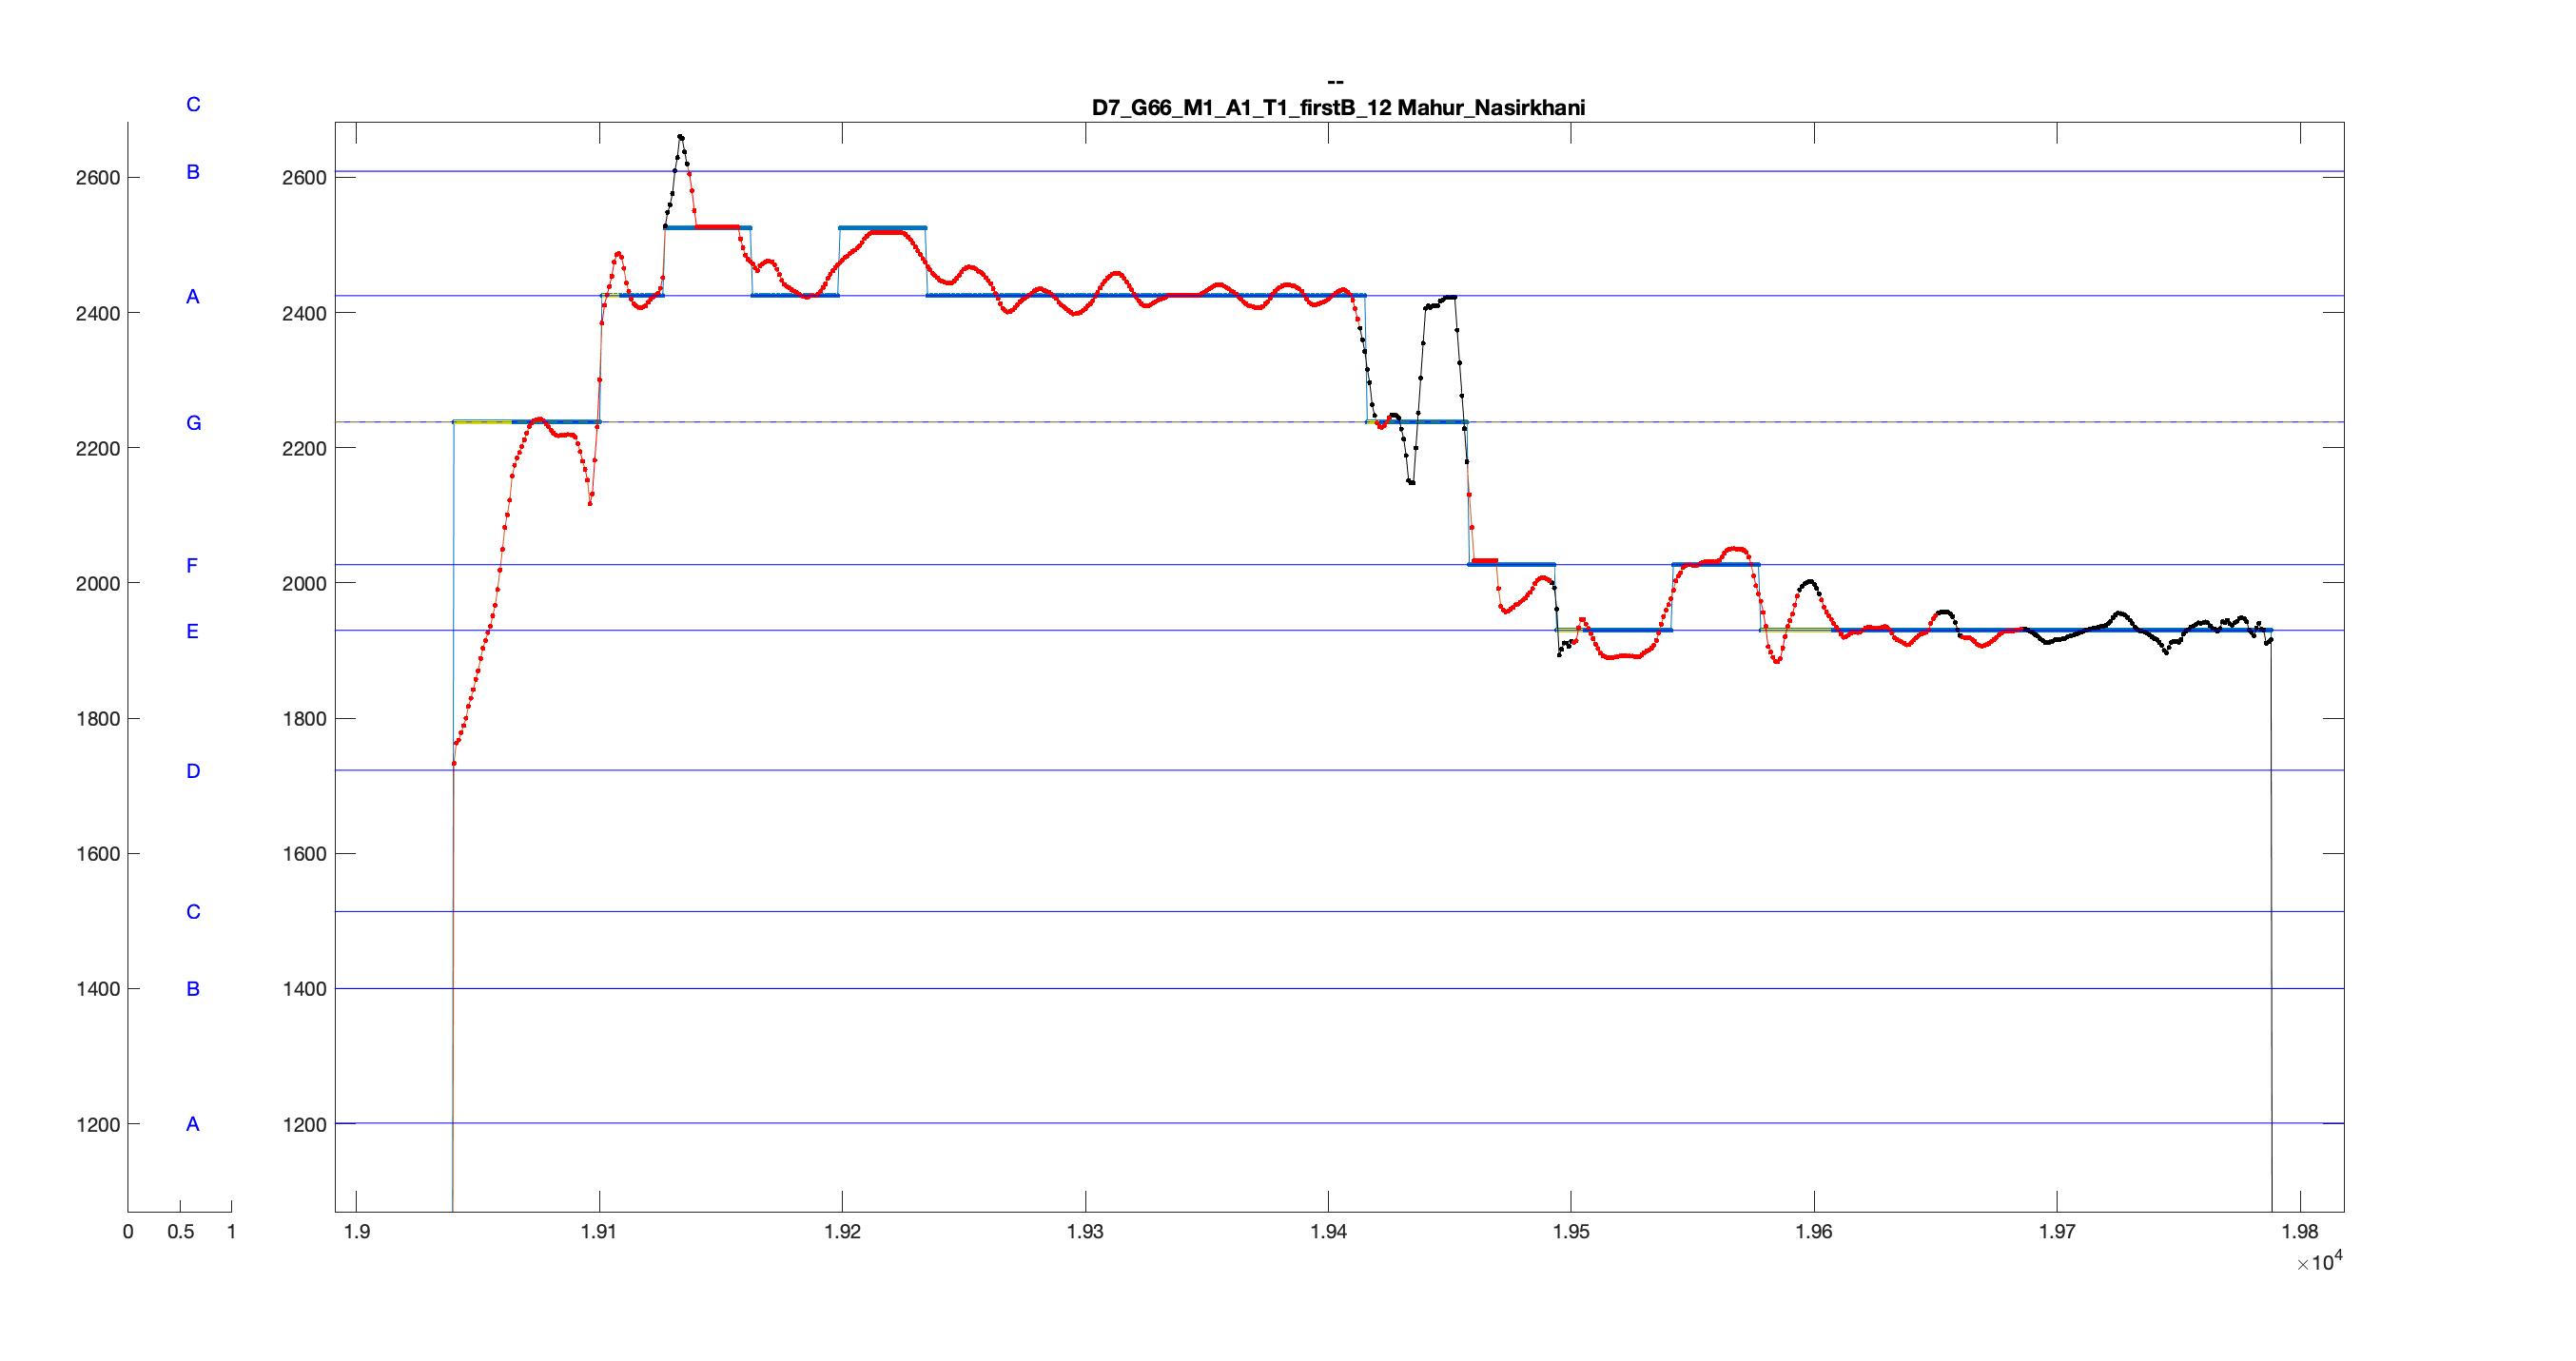 --
D7_G66_M1_A1_T1_firstB_12 Mahur_Nasirkhani
C
2600 B 2600
2400 A 2400
2200 G 2200
2000 F 2000
E
1800 1800
D
1600 1600
C
1400 B 1400
1200 A 1200
0 0.5 1 1.9 1.91 1.92 1.93 1.94 1.95 1.96 1.97 1.98
×10^4